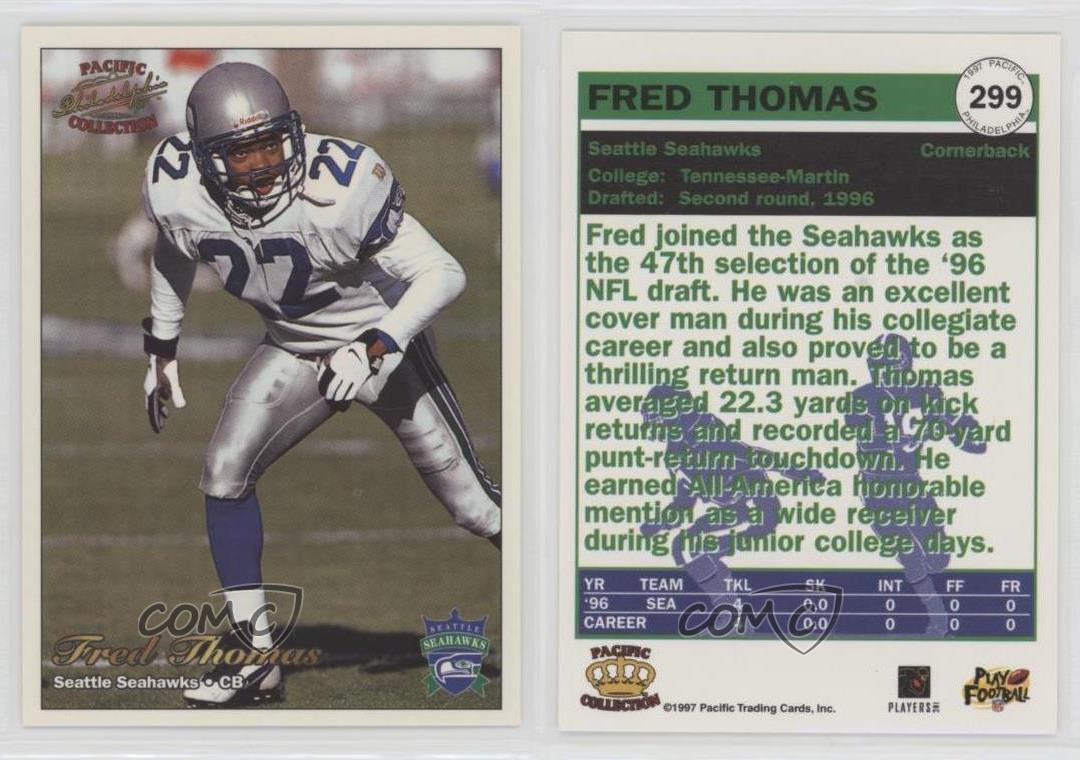 PACIFIC
Philadelphia
COLLECTION
Riddell
22
22
22
Fred Thomas
Seattle Seahawks • CB
SEATTLE
SEAHAWKS
COMC
FRED THOMAS
1997 PACIFIC-
299
PHILADELPHIA
Seattle Seahawks Cornerback
College: Tennessee-Martin
Drafted: Second round, 1996
Fred joined the Seahawks as
the 47th selection of the ‘96
NFL draft. He was an excellent
cover man during his collegiate
career and also proved to be a
thrilling return man. Thomas
averaged 22.3 yards on kick
returns and recorded a 70-yard
punt-return touchdown. He
earned All-America honorable
mention as a wide receiver
during his junior college days.
YR TEAM TKL SK INT FF FR
‘96 SEA 4 0.0 0 0 0
CAREER 4 0.0 0 0 0
COMC
PACIFIC
COLLECTION
©1997 Pacific Trading Cards, Inc.
PLAYERS INC
PLAY
FOOTBALL